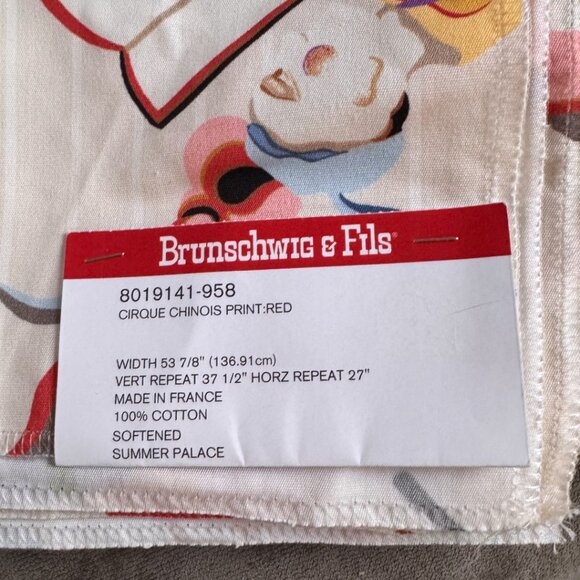 BRUNSCHWIG & FILS®
8019141-958
CIRQUE CHINOIS PRINT:RED
WIDTH 53 7/8" (136.91cm)
VERT REPEAT 37 1/2" HORZ REPEAT 27"
MADE IN FRANCE
100% COTTON
SOFTENED
SUMMER PALACE